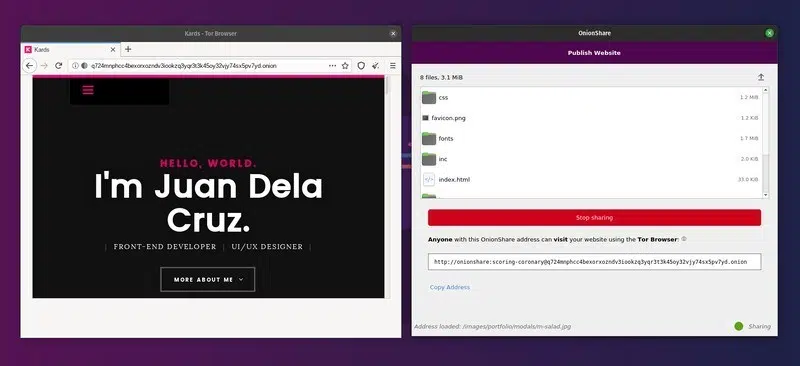 Kards - Tor Browser
Kards
q724mnphcc4bexorxozndv3iookzq3yqr3t3k45oy32vjy74sx5pv7yd.onion
HELLO, WORLD.
I'm Juan Dela
Cruz.
FRONT-END DEVELOPER | UI/UX DESIGNER
MORE ABOUT ME
OnionShare
Publish Website
8 files, 3.1 MiB
css 1.2 MiB
favicon.png 1.2 KiB
fonts 1.7 MiB
inc 2.0 KiB
index.html 33.0 KiB
Stop sharing
Anyone with this OnionShare address can visit your website using the Tor Browser:
http://onionshare:scoring-coronary@q724mnphcc4bexorxozndv3iookzq3yqr3t3k45oy32vjy74sx5pv7yd.onion
Copy Address
Address loaded: /images/portfolio/modals/m-salad.jpg
Sharing